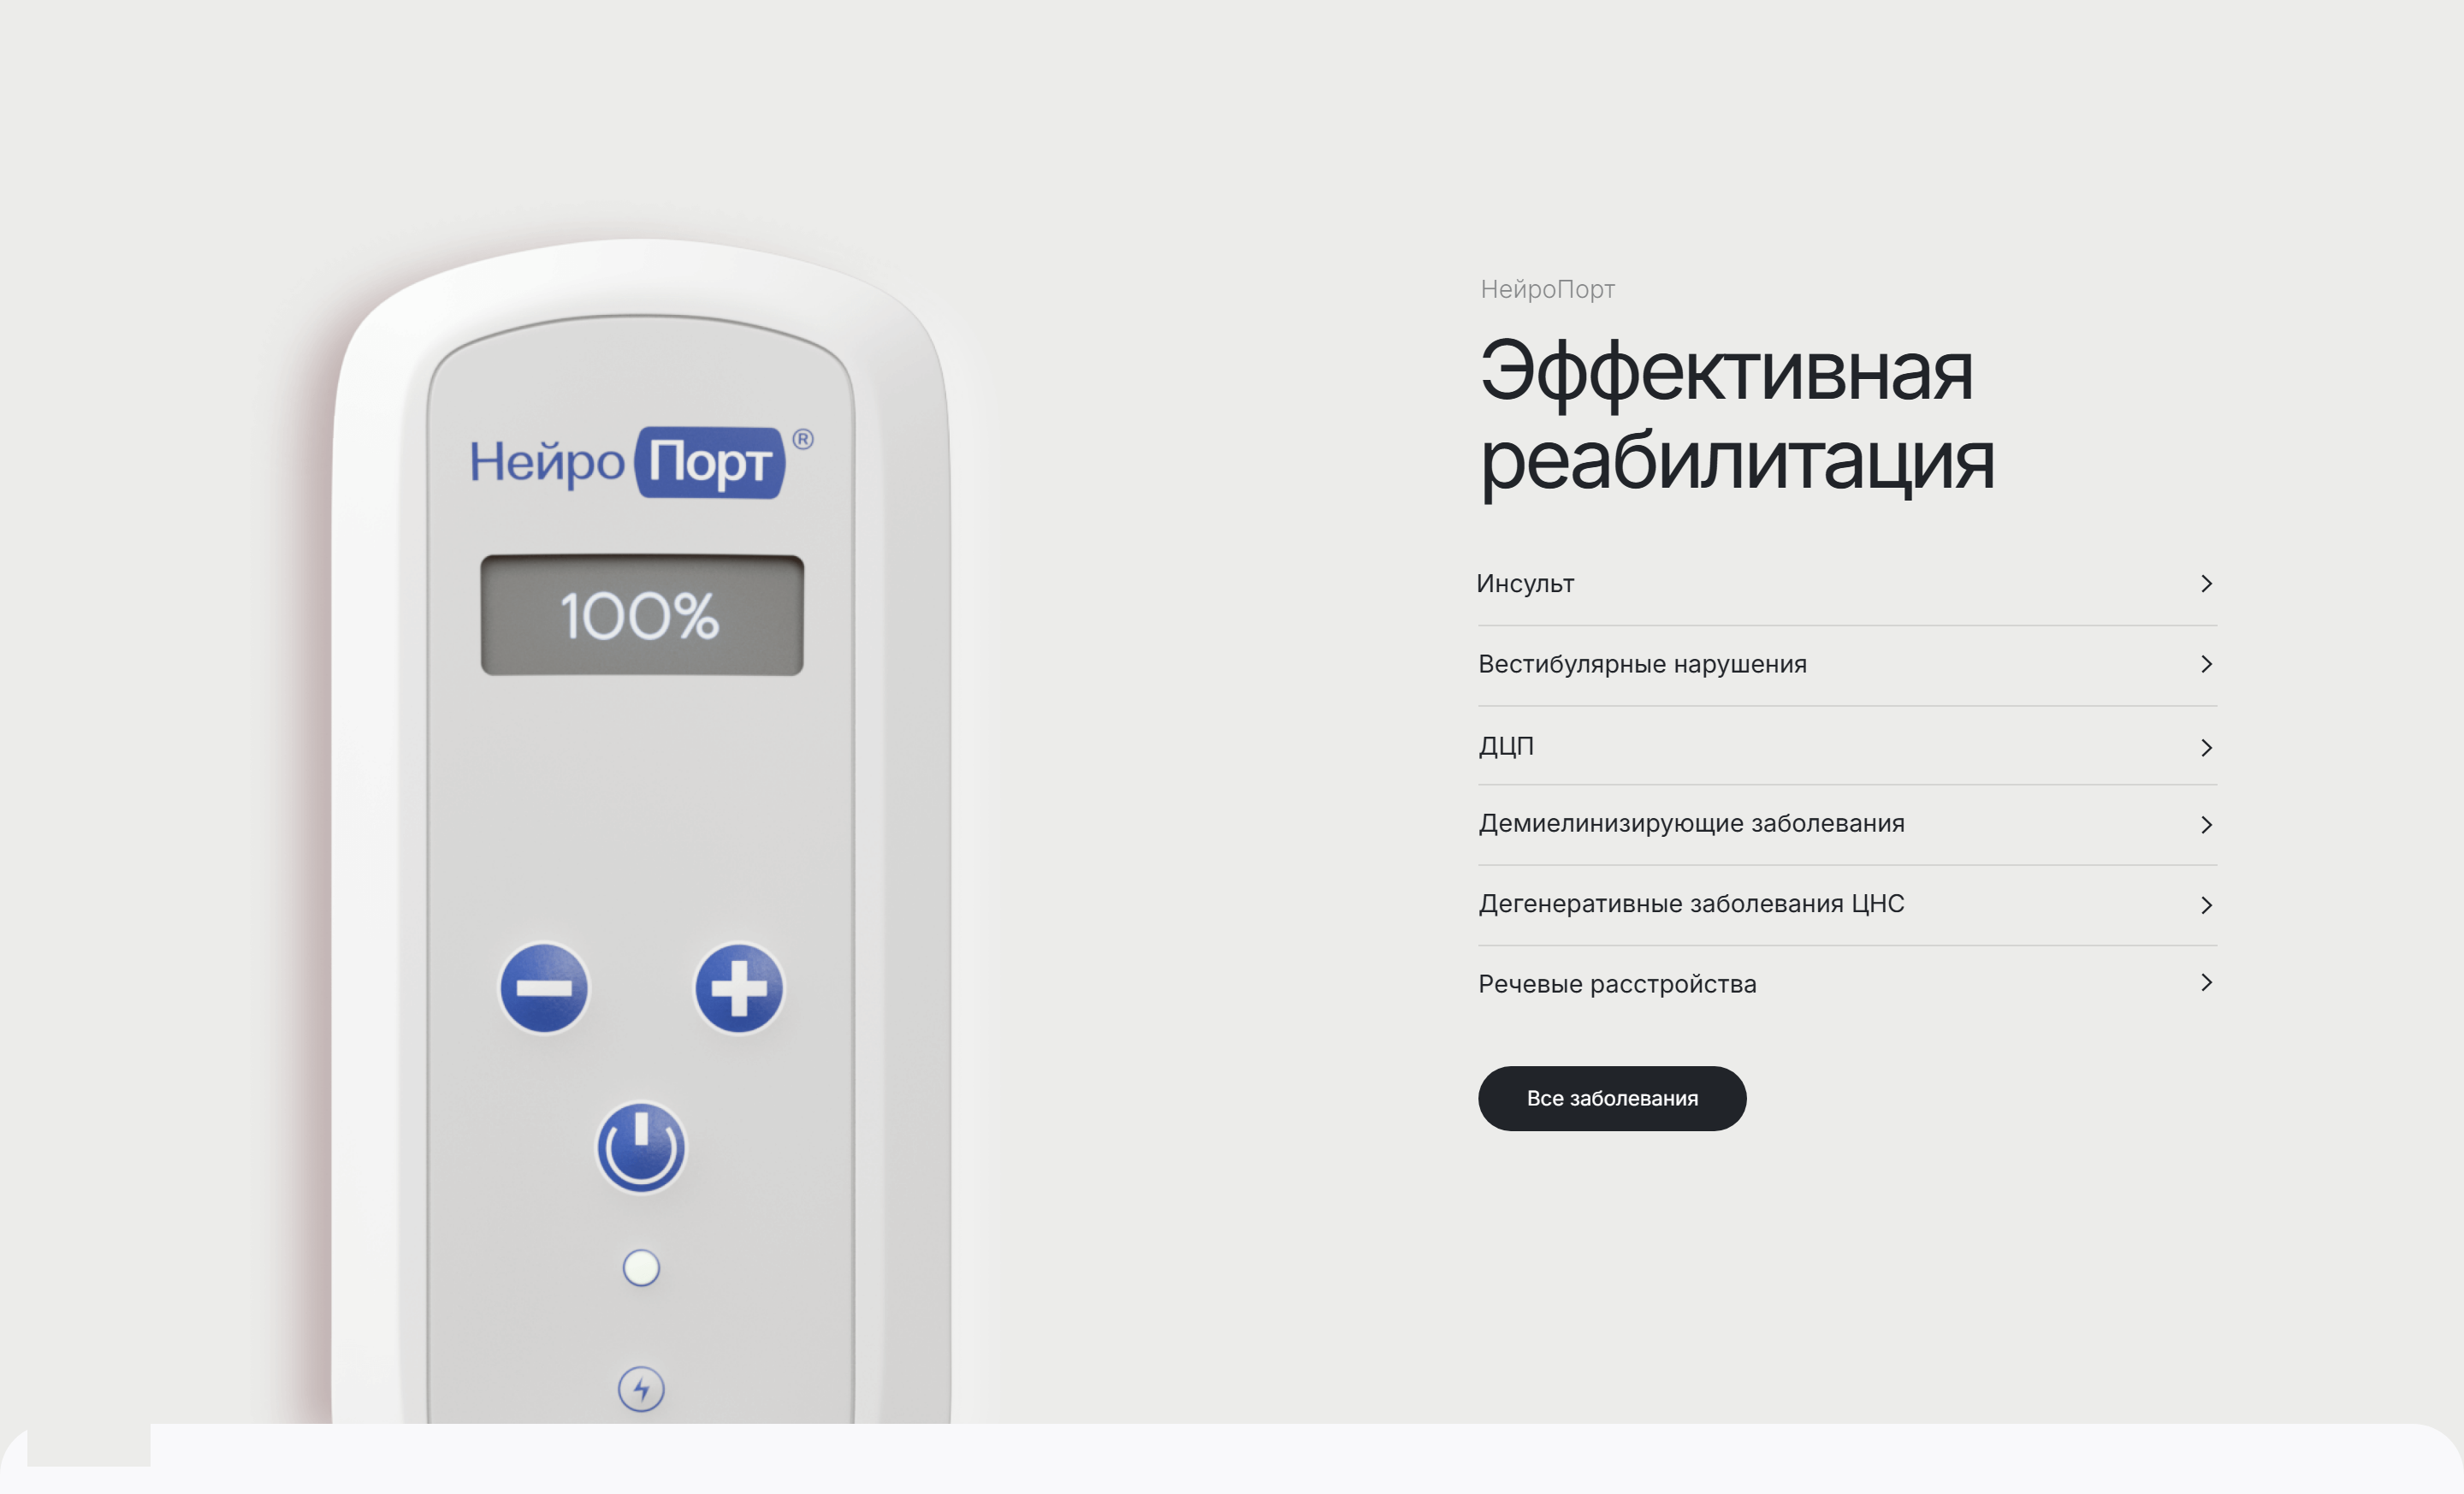 НейроПорт®
100%
НейроПорт
Эффективная
реабилитация
Инсульт
Вестибулярные нарушения
ДЦП
Демиелинизирующие заболевания
Дегенеративные заболевания ЦНС
Речевые расстройства
Все заболевания